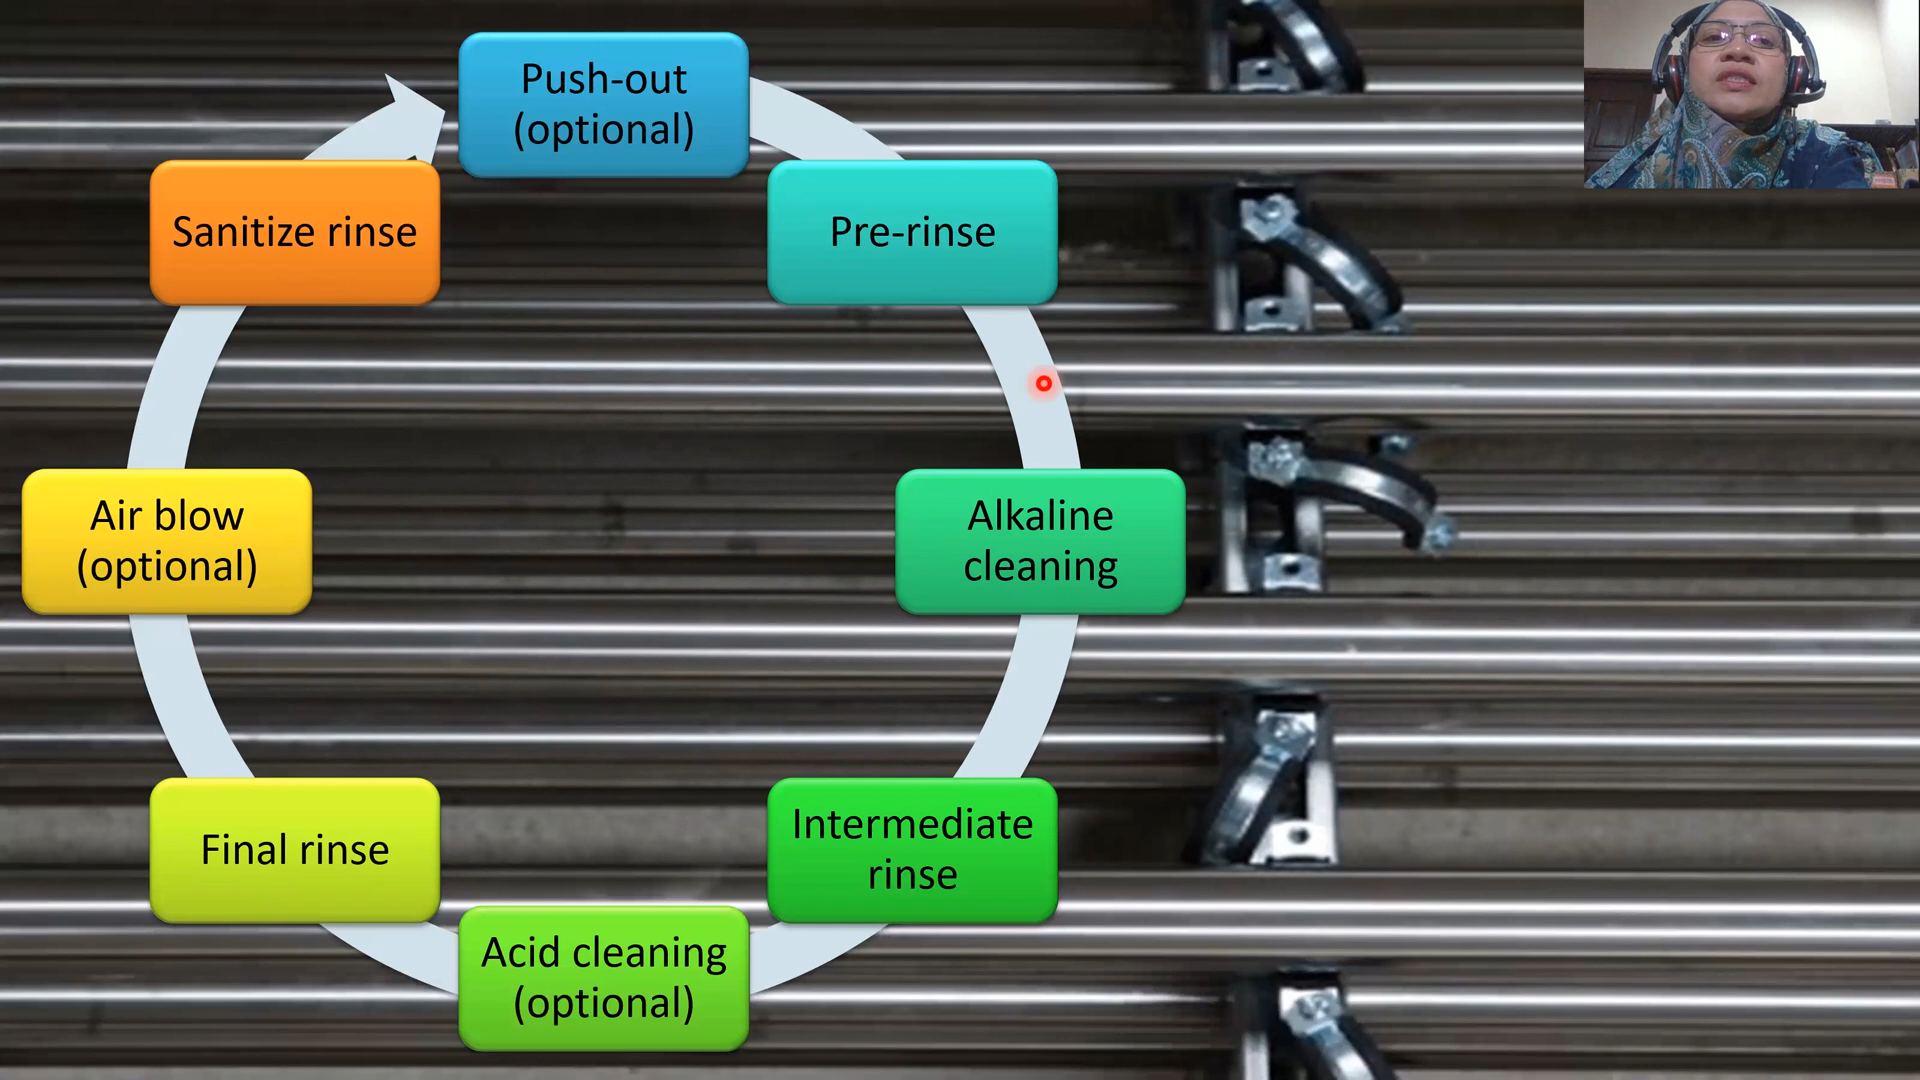 Push-out
(optional)
Pre-rinse
Alkaline
cleaning
Intermediate
rinse
Acid cleaning
(optional)
Final rinse
Air blow
(optional)
Sanitize rinse